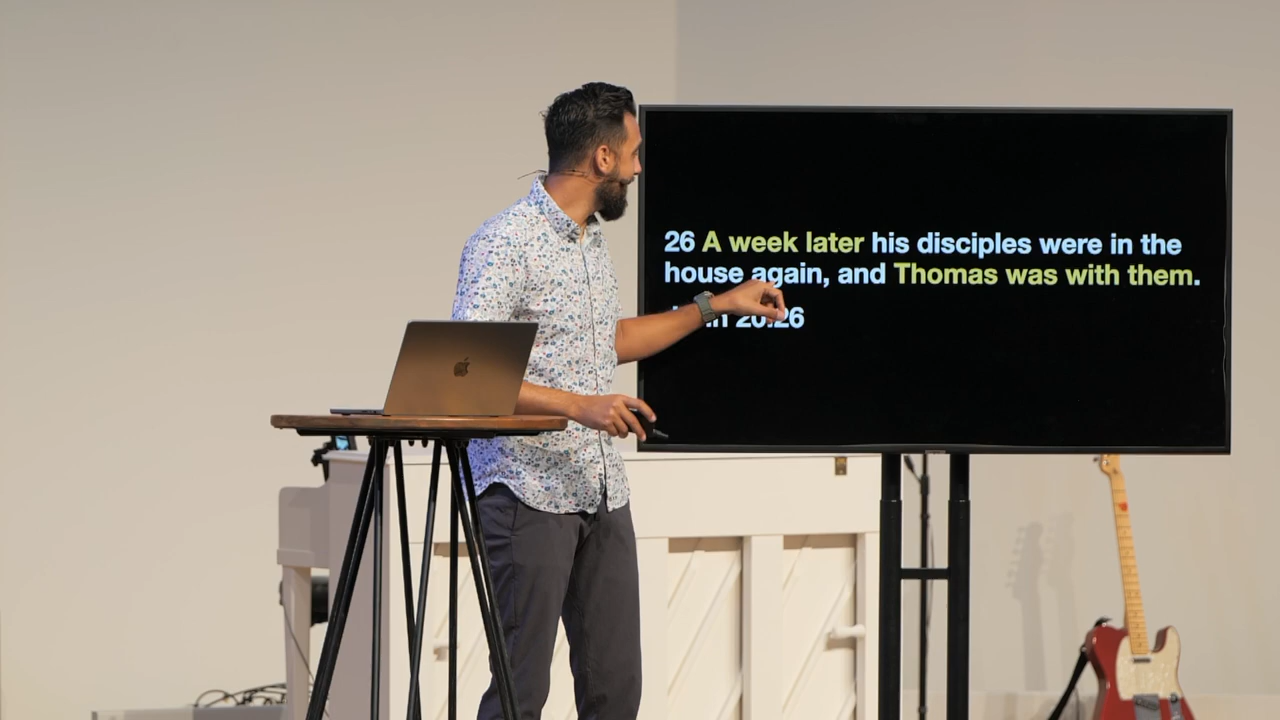 26 A week later his disciples were in the
house again, and Thomas was with them.
20:26